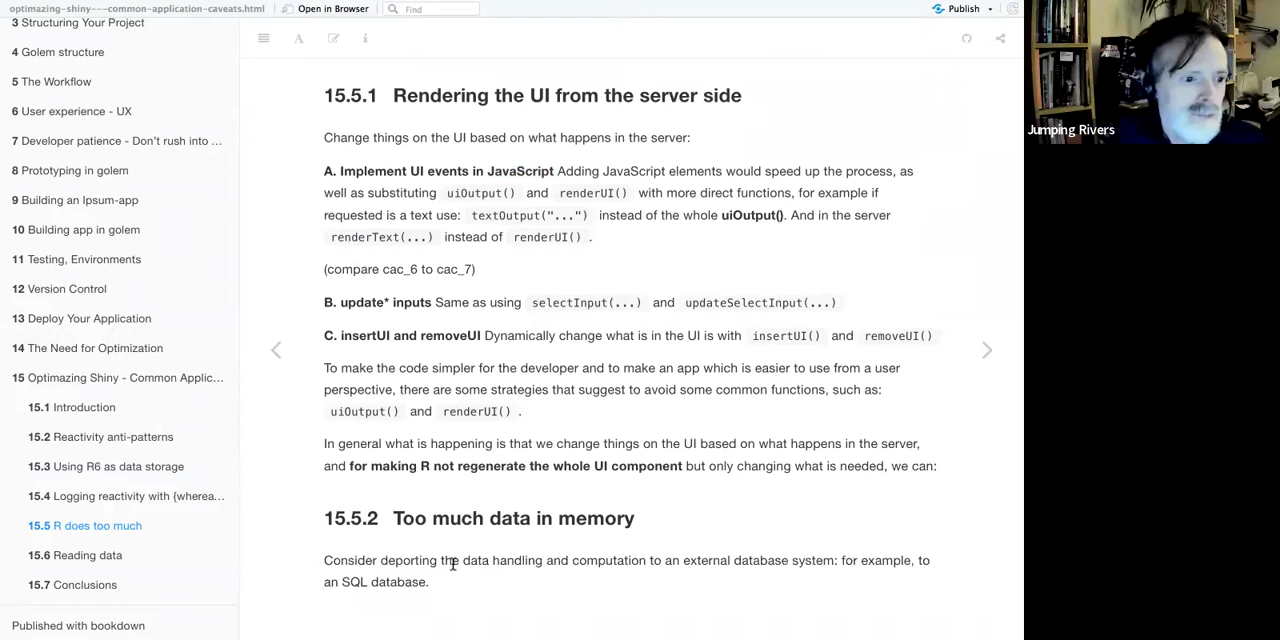 optimazing-shiny---common-application-caveats.html
Open in Browser
Find
Publish
3 Structuring Your Project
4 Golem structure
5 The Workflow
6 User experience - UX
7 Developer patience - Don't rush into ...
8 Prototyping in golem
9 Building an Ipsum-app
10 Building app in golem
11 Testing, Environments
12 Version Control
13 Deploy Your Application
14 The Need for Optimization
15 Optimazing Shiny - Common Applic...
15.1 Introduction
15.2 Reactivity anti-patterns
15.3 Using R6 as data storage
15.4 Logging reactivity with {wherea...
15.5 R does too much
15.6 Reading data
15.7 Conclusions
Published with bookdown
15.5.1 Rendering the UI from the server side
Change things on the UI based on what happens in the server:
A. Implement UI events in JavaScript Adding JavaScript elements would speed up the process, as
well as substituting uiOutput() and renderUI() with more direct functions, for example if
requested is a text use: textOutput("...") instead of the whole uiOutput(). And in the server
renderText(...) instead of renderUI() .
(compare cac_6 to cac_7)
B. update* inputs Same as using selectInput(...) and updateSelectInput(...)
C. insertUI and removeUI Dynamically change what is in the UI is with insertUI() and removeUI()
To make the code simpler for the developer and to make an app which is easier to use from a user
perspective, there are some strategies that suggest to avoid some common functions, such as:
uiOutput() and renderUI() .
In general what is happening is that we change things on the UI based on what happens in the server,
and for making R not regenerate the whole UI component but only changing what is needed, we can:
15.5.2 Too much data in memory
Consider deporting the data handling and computation to an external database system: for example, to
an SQL database.
Jumping Rivers